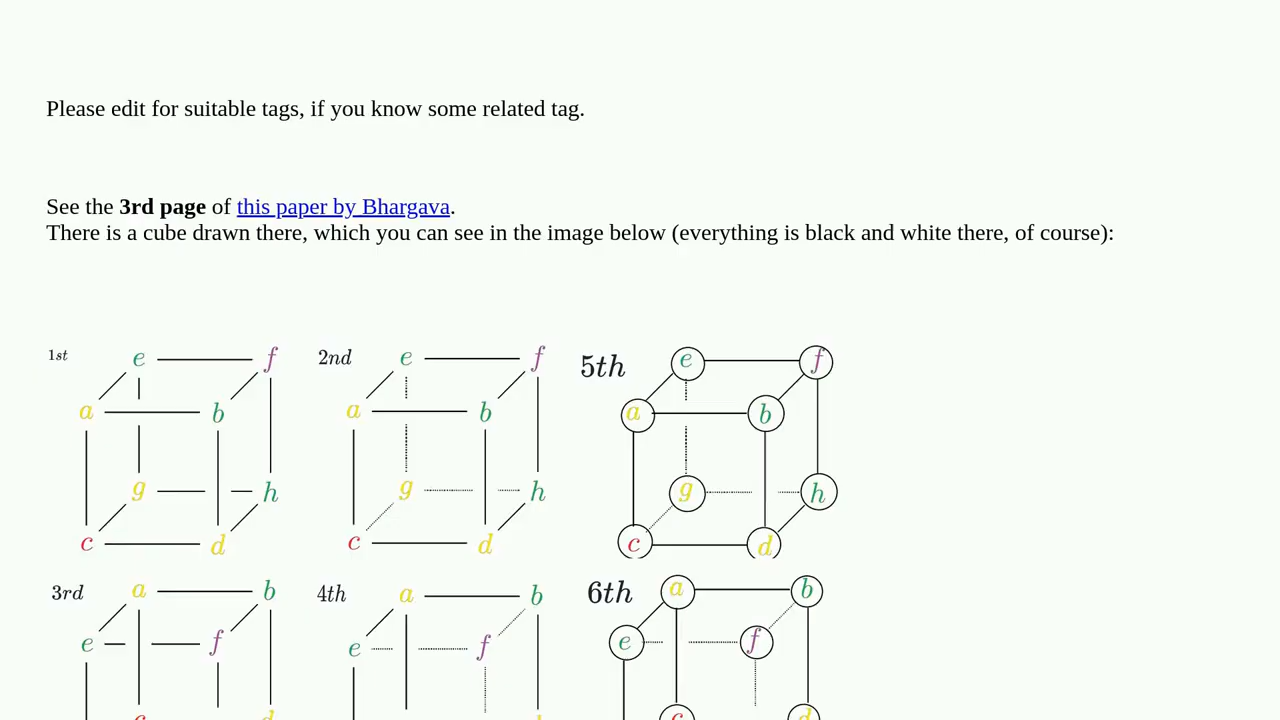 Please edit for suitable tags, if you know some related tag.
See the 3rd page of this paper by Bhargava.
There is a cube drawn there, which you can see in the image below (everything is black and white there, of course):
1st e f 2nd e f 5th e f
a b a b a b
g h g h g h
c d c d c d
3rd a b 4th a b 6th a b
e f e f e f
c d d c d